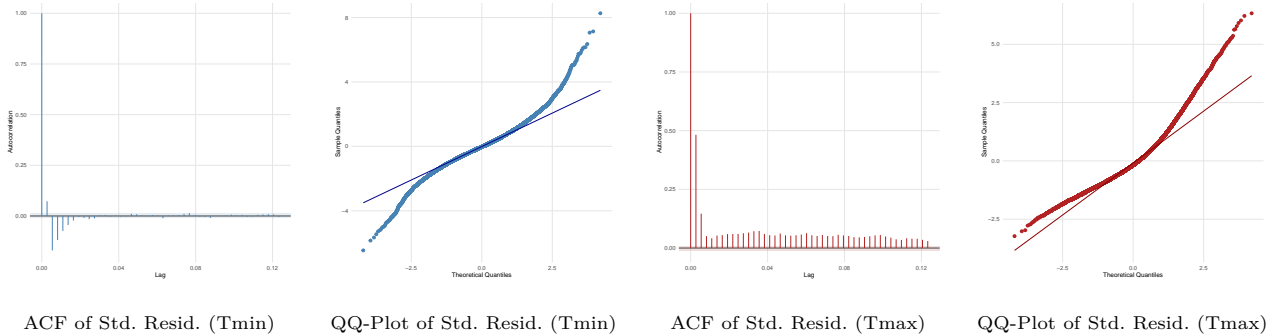 1.00
0.75
0.50
0.25
0.00
Autocorrelation
0.00
0.04
0.08
0.12
Lag
8
4
0
−4
Sample Quantiles
−2.5
0.0
2.5
Theoretical Quantiles
1.00
0.75
0.50
0.25
0.00
Autocorrelation
0.00
0.04
0.08
0.12
Lag
5.0
2.5
0.0
−2.5
Sample Quantiles
−2.5
0.0
2.5
Theoretical Quantiles
ACF of Std. Resid. (Tmin)
QQ-Plot of Std. Resid. (Tmin)
ACF of Std. Resid. (Tmax)
QQ-Plot of Std. Resid. (Tmax)